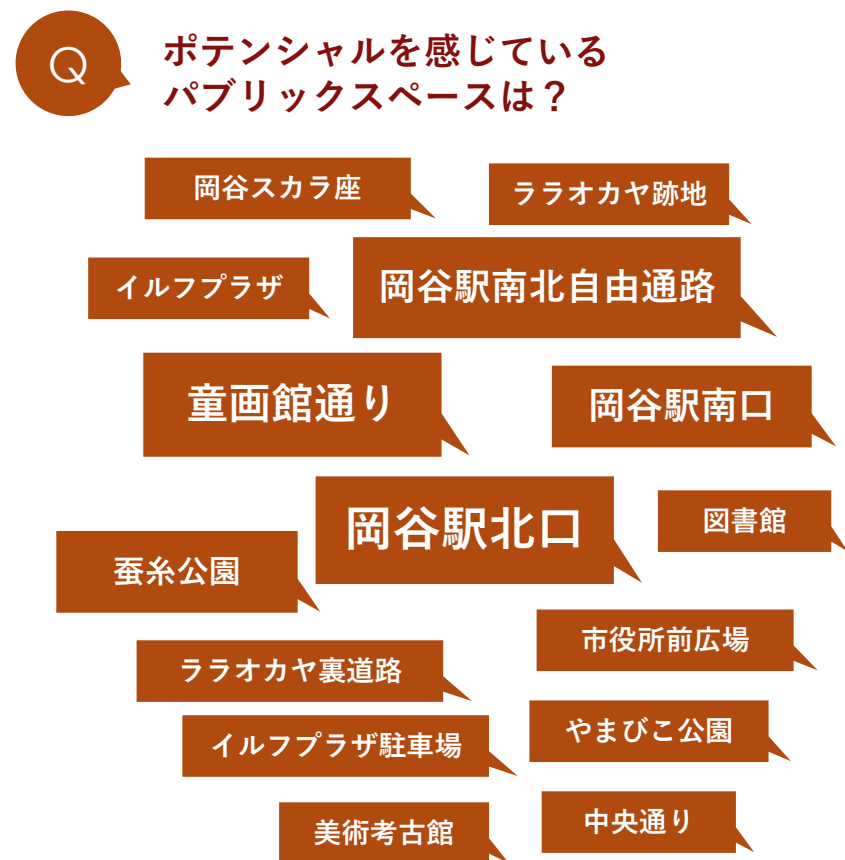 Q
ポテンシャルを感じている
パブリックスペースは？
岡谷スカラ座
ララオカヤ跡地
イルフプラザ
岡谷駅南北自由通路
童画館通り
岡谷駅南口
岡谷駅北口
図書館
蚕糸公園
市役所前広場
ララオカヤ裏道路
やまびこ公園
イルフプラザ駐車場
中央通り
美術考古館